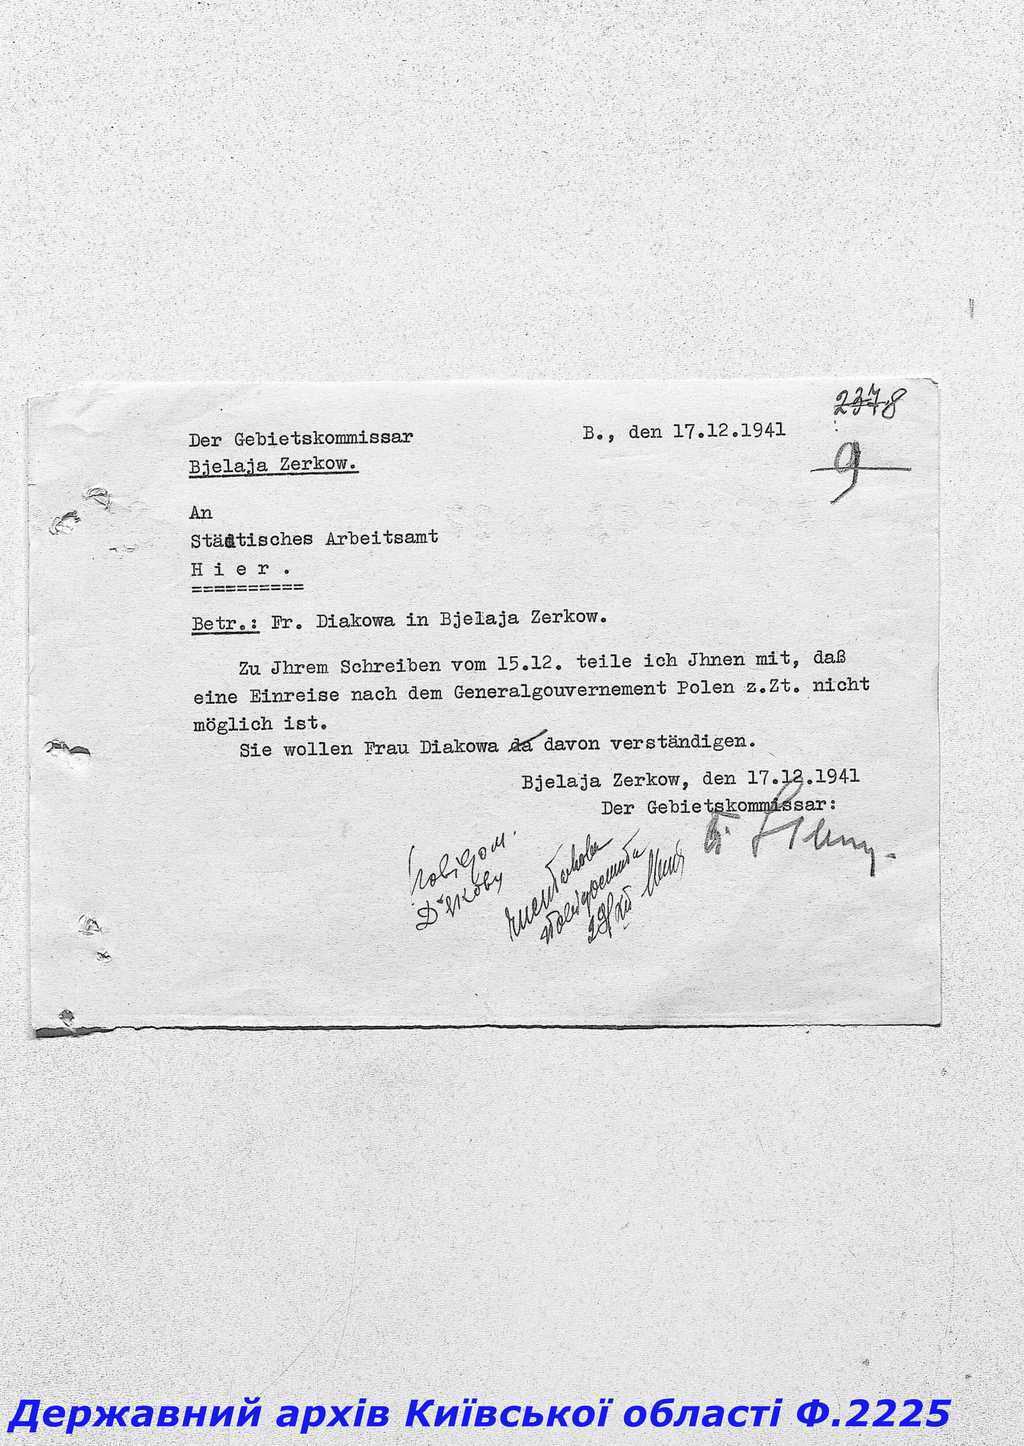 2378
9
Der Gebietskommissar
B., den 17.12.1941
Bjelaja Zerkow.
An
Städtisches Arbeitsamt
H i e r .
==========
Betr.: Fr. Diakowa in Bjelaja Zerkow.
Zu Jhrem Schreiben vom 15.12. teile ich Jhnen mit, daß
eine Einreise nach dem Generalgouvernement Polen z.Zt. nicht
möglich ist.
Sie wollen Frau Diakowa da davon verständigen.
Bjelaja Zerkow, den 17.12.1941
Der Gebietskommissar:
Державний архів Київської області Ф.2225